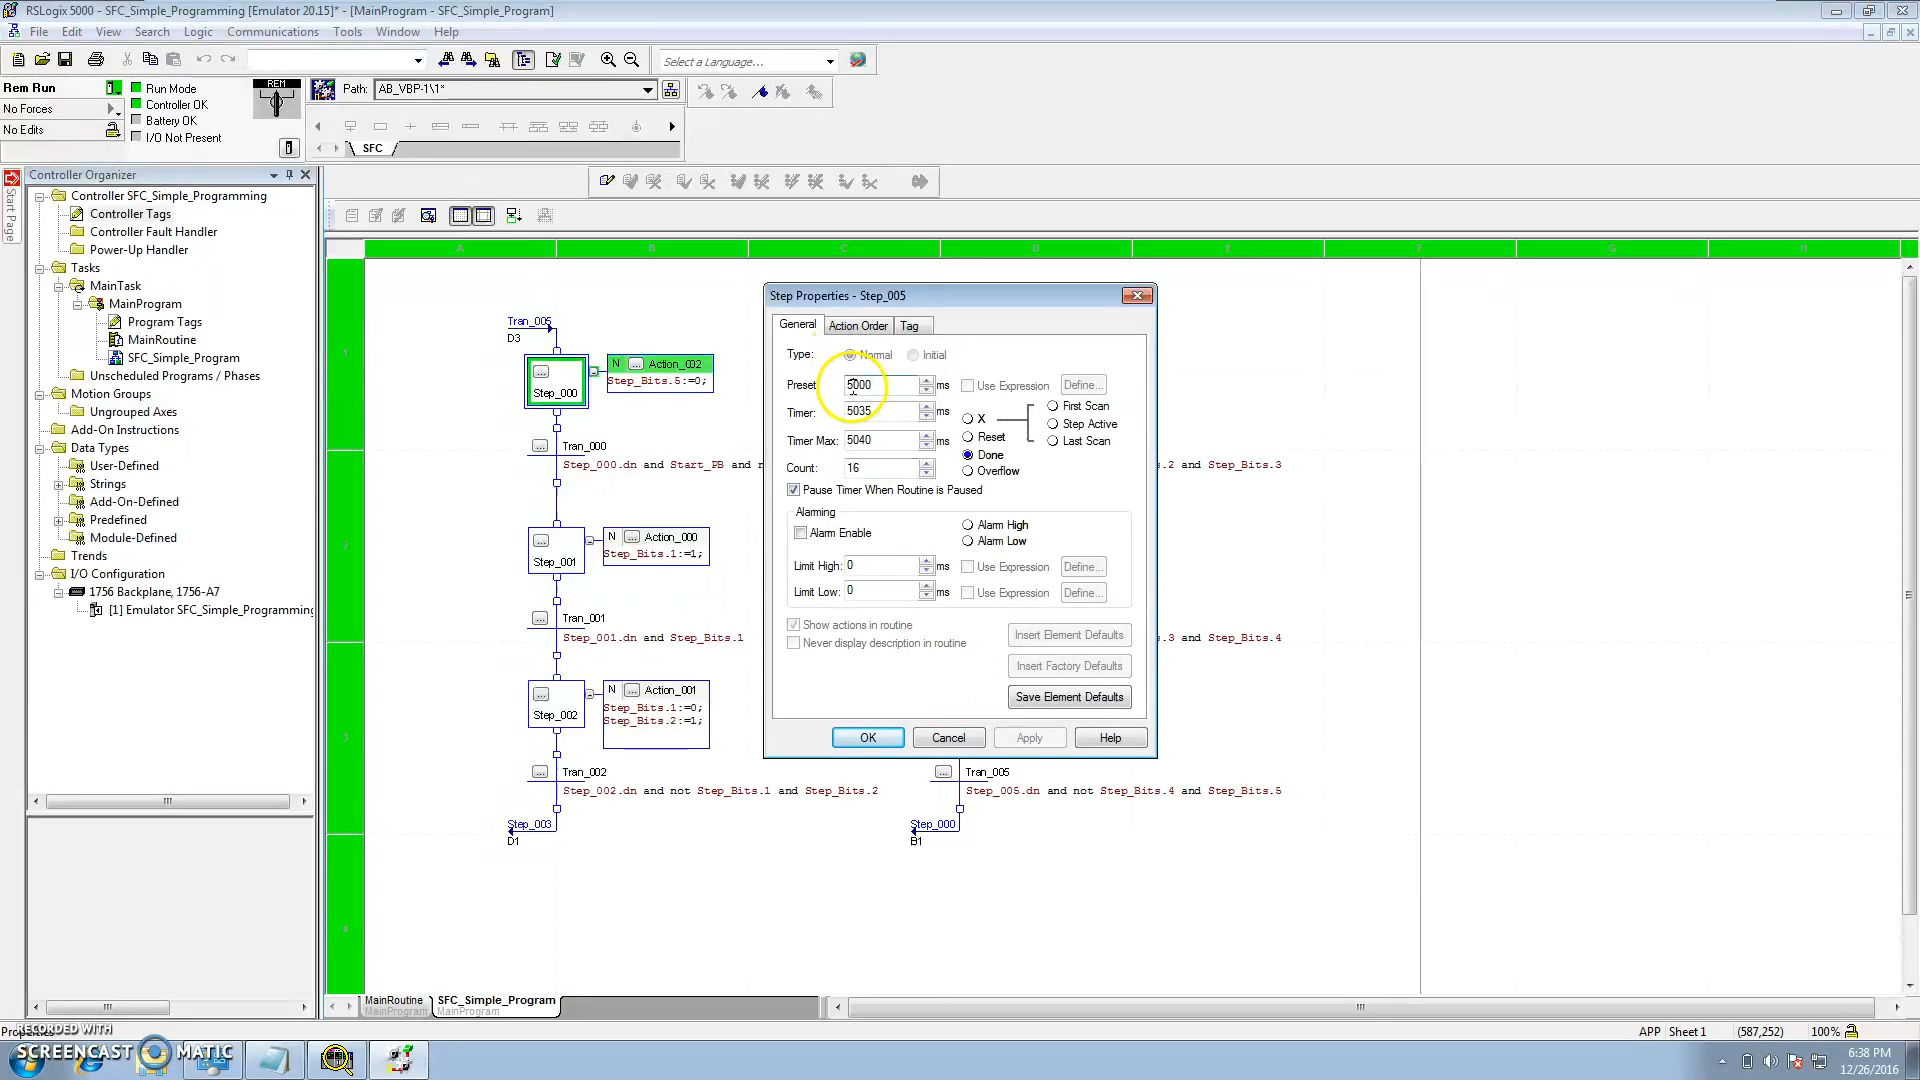 RSLogix 5000 - SFC_Simple_Programming [Emulator 20.15]* - [MainProgram - SFC_Simple_Program]
File Edit View Search Logic Communications Tools Window Help
Select a Language...
Rem Run
No Forces
No Edits
Run Mode
Controller OK
Battery OK
I/O Not Present
REM
Path: AB_VBP-1\1*
SFC
Start Page
Controller Organizer
Controller SFC_Simple_Programming
Controller Tags
Controller Fault Handler
Power-Up Handler
Tasks
MainTask
MainProgram
Program Tags
MainRoutine
SFC_Simple_Program
Unscheduled Programs / Phases
Motion Groups
Ungrouped Axes
Add-On Instructions
Data Types
User-Defined
Strings
Add-On-Defined
Predefined
Module-Defined
Trends
I/O Configuration
1756 Backplane, 1756-A7
[1] Emulator SFC_Simple_Programming
A B C D E F G H
1
2
3
4
Tran_005
D3
Step_000
N ... Action_002
Step_Bits.5:=0;
Tran_000
Step_000.dn and Start_PB and n
Step_001
N ... Action_000
Step_Bits.1:=1;
Tran_001
Step_001.dn and Step_Bits.1
Step_002
N ... Action_001
Step_Bits.1:=0;
Step_Bits.2:=1;
Tran_002
Step_002.dn and not Step_Bits.1 and Step_Bits.2
Step_003
D1
Step Properties - Step_005
General Action Order Tag
Type: Normal Initial
Preset 5000 ms Use Expression Define...
Timer: 5035 ms
Timer Max: 5040 ms
Count: 16
X
Reset
Done
Overflow
First Scan
Step Active
Last Scan
Pause Timer When Routine is Paused
Alarming
Alarm Enable
Alarm High
Alarm Low
Limit High: 0 ms Use Expression Define...
Limit Low: 0 ms Use Expression Define...
Show actions in routine
Never display description in routine
Insert Element Defaults
Insert Factory Defaults
Save Element Defaults
OK Cancel Apply Help
.2 and Step_Bits.3
.3 and Step_Bits.4
Tran_005
Step_005.dn and not Step_Bits.4 and Step_Bits.5
Step_000
B1
MainRoutine
MainProgram
SFC_Simple_Program
MainProgram
APP Sheet 1 (587,252) 100%
RECORDED WITH
SCREENCAST MATIC
6:38 PM
12/26/2016